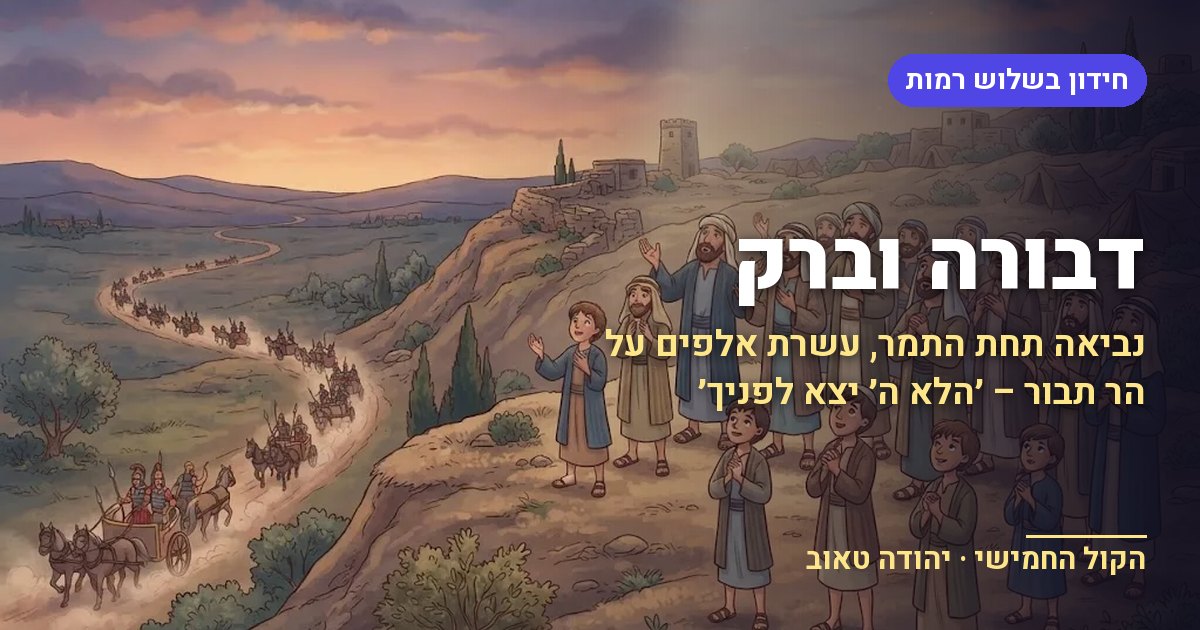 חידון בשלוש רמות
דבורה וברק
נביאה תחת התמר, עשרת אלפים על
הר תבור – ׳הלא ה׳ יצא לפניך׳
הקול החמישי · יהודה טאוב